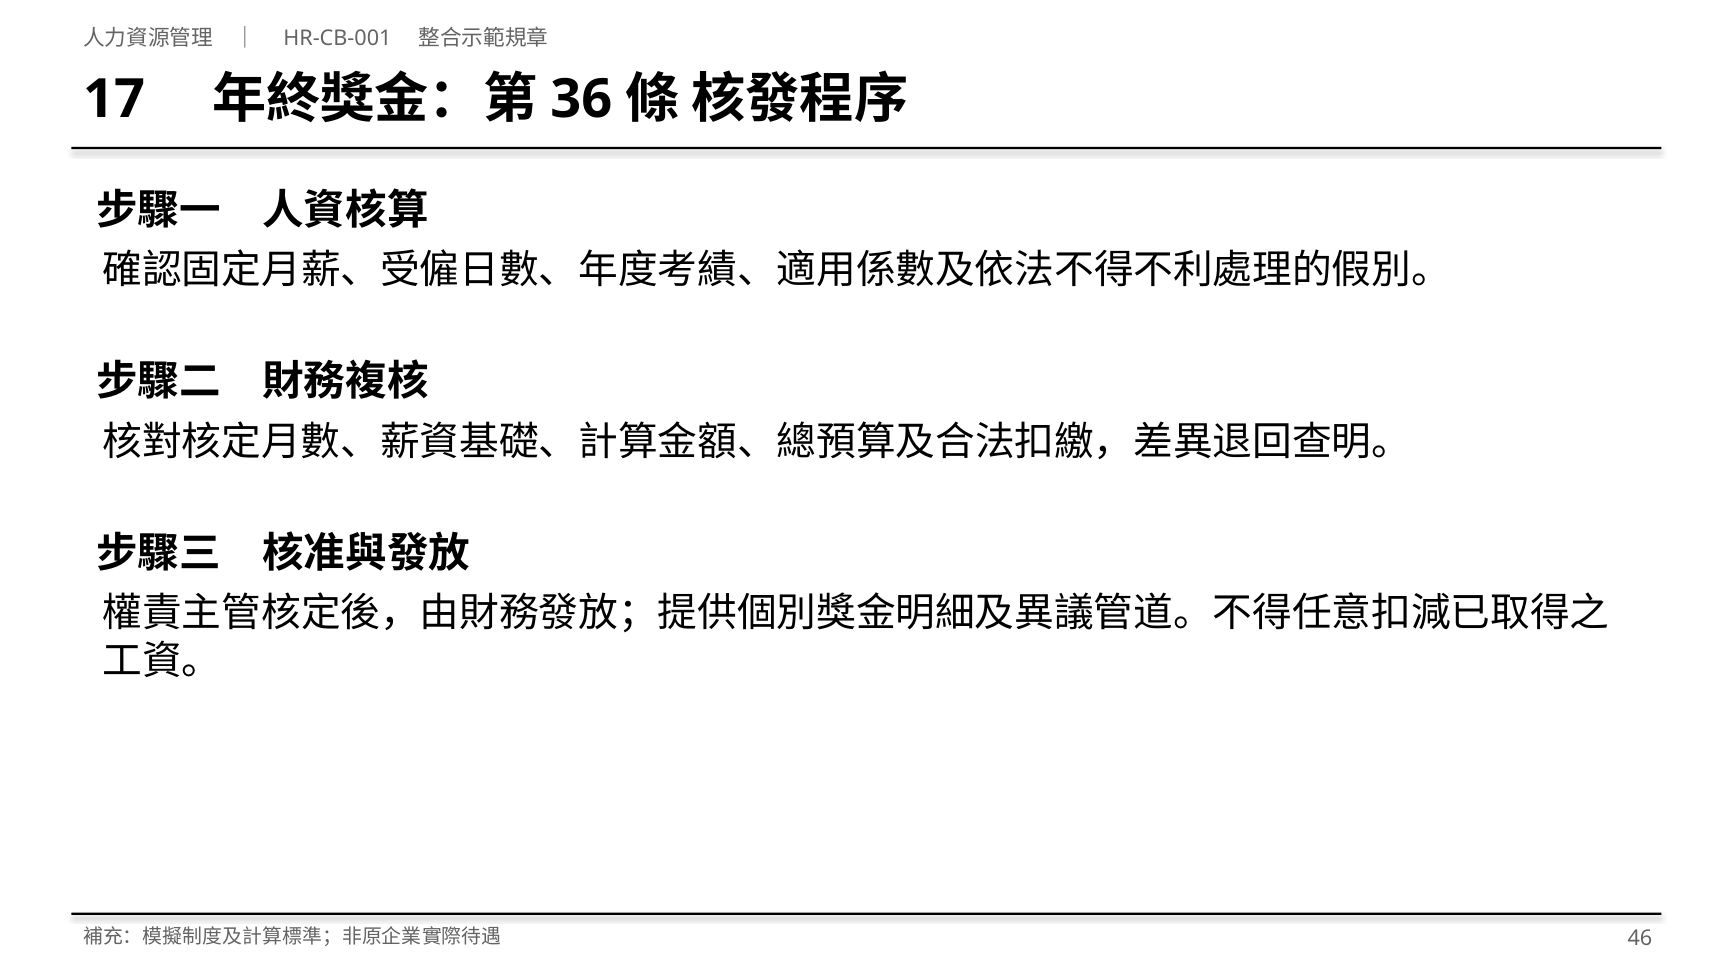 人力資源管理　｜　HR-CB-001　整合示範規章
17　年終獎金：第 36 條 核發程序
步驟一　人資核算
確認固定月薪、受僱日數、年度考績、適用係數及依法不得不利處理的假別。
步驟二　財務複核
核對核定月數、薪資基礎、計算金額、總預算及合法扣繳，差異退回查明。
步驟三　核准與發放
權責主管核定後，由財務發放；提供個別獎金明細及異議管道。不得任意扣減已取得之
工資。
補充：模擬制度及計算標準；非原企業實際待遇
46